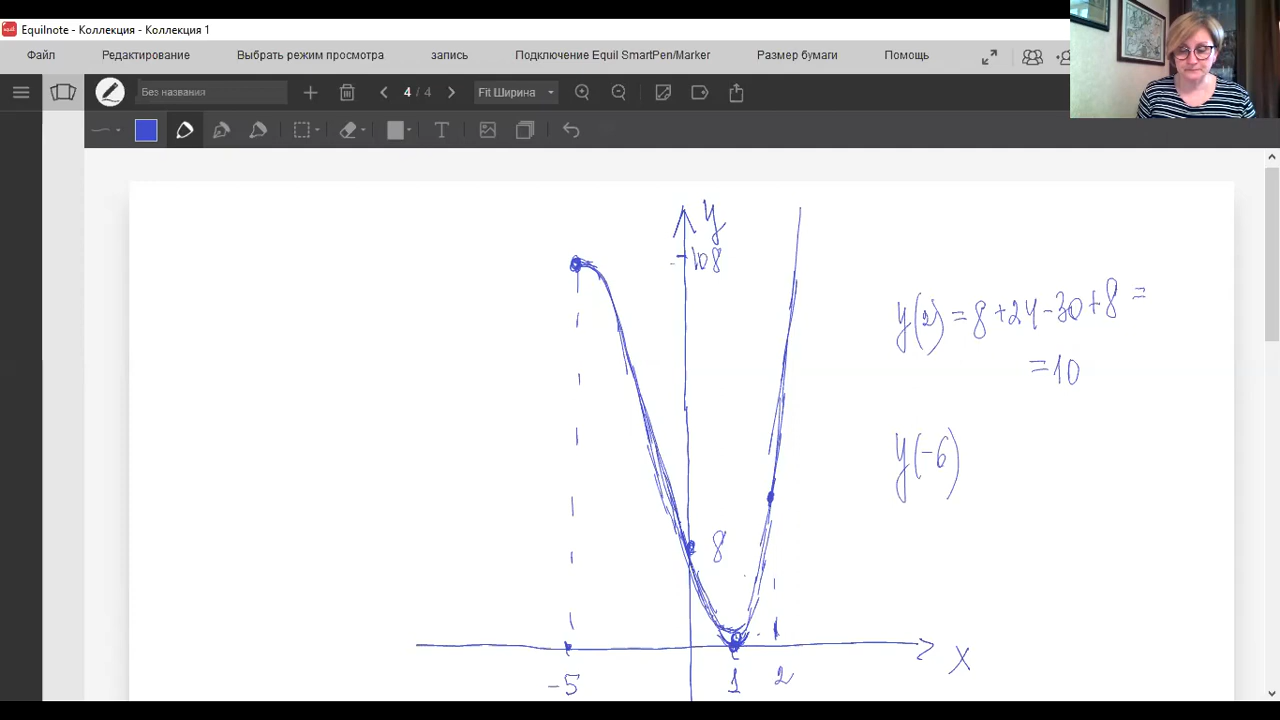 Equilnote - Коллекция - Коллекция 1
Файл Редактирование Выбрать режим просмотра запись Подключение Equil SmartPen/Marker Размер бумаги Помощь
Без названия 4 / 4 Fit Ширина
y
108
y(2) = 8 + 24 - 30 + 8 =
= 10
y(-6)
8
x
-5 1 2